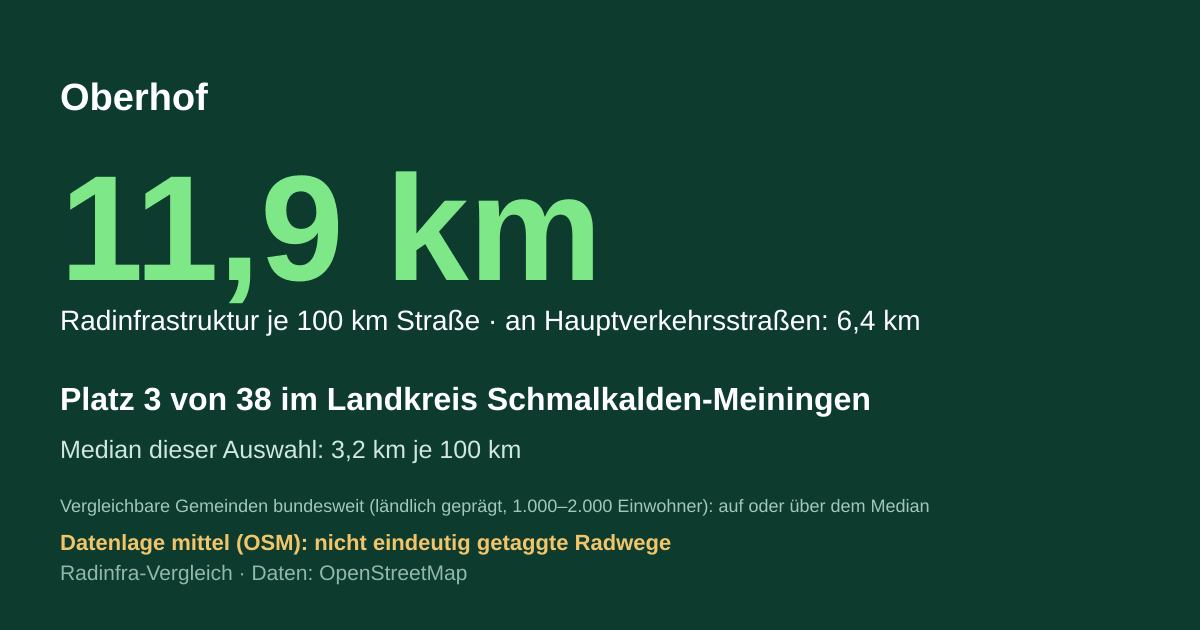 Oberhof
11,9 km
Radinfrastruktur je 100 km Straße · an Hauptverkehrsstraßen: 6,4 km
Platz 3 von 38 im Landkreis Schmalkalden-Meiningen
Median dieser Auswahl: 3,2 km je 100 km
Vergleichbare Gemeinden bundesweit (ländlich geprägt, 1.000–2.000 Einwohner): auf oder über dem Median
Datenlage mittel (OSM): nicht eindeutig getaggte Radwege
Radinfra-Vergleich · Daten: OpenStreetMap